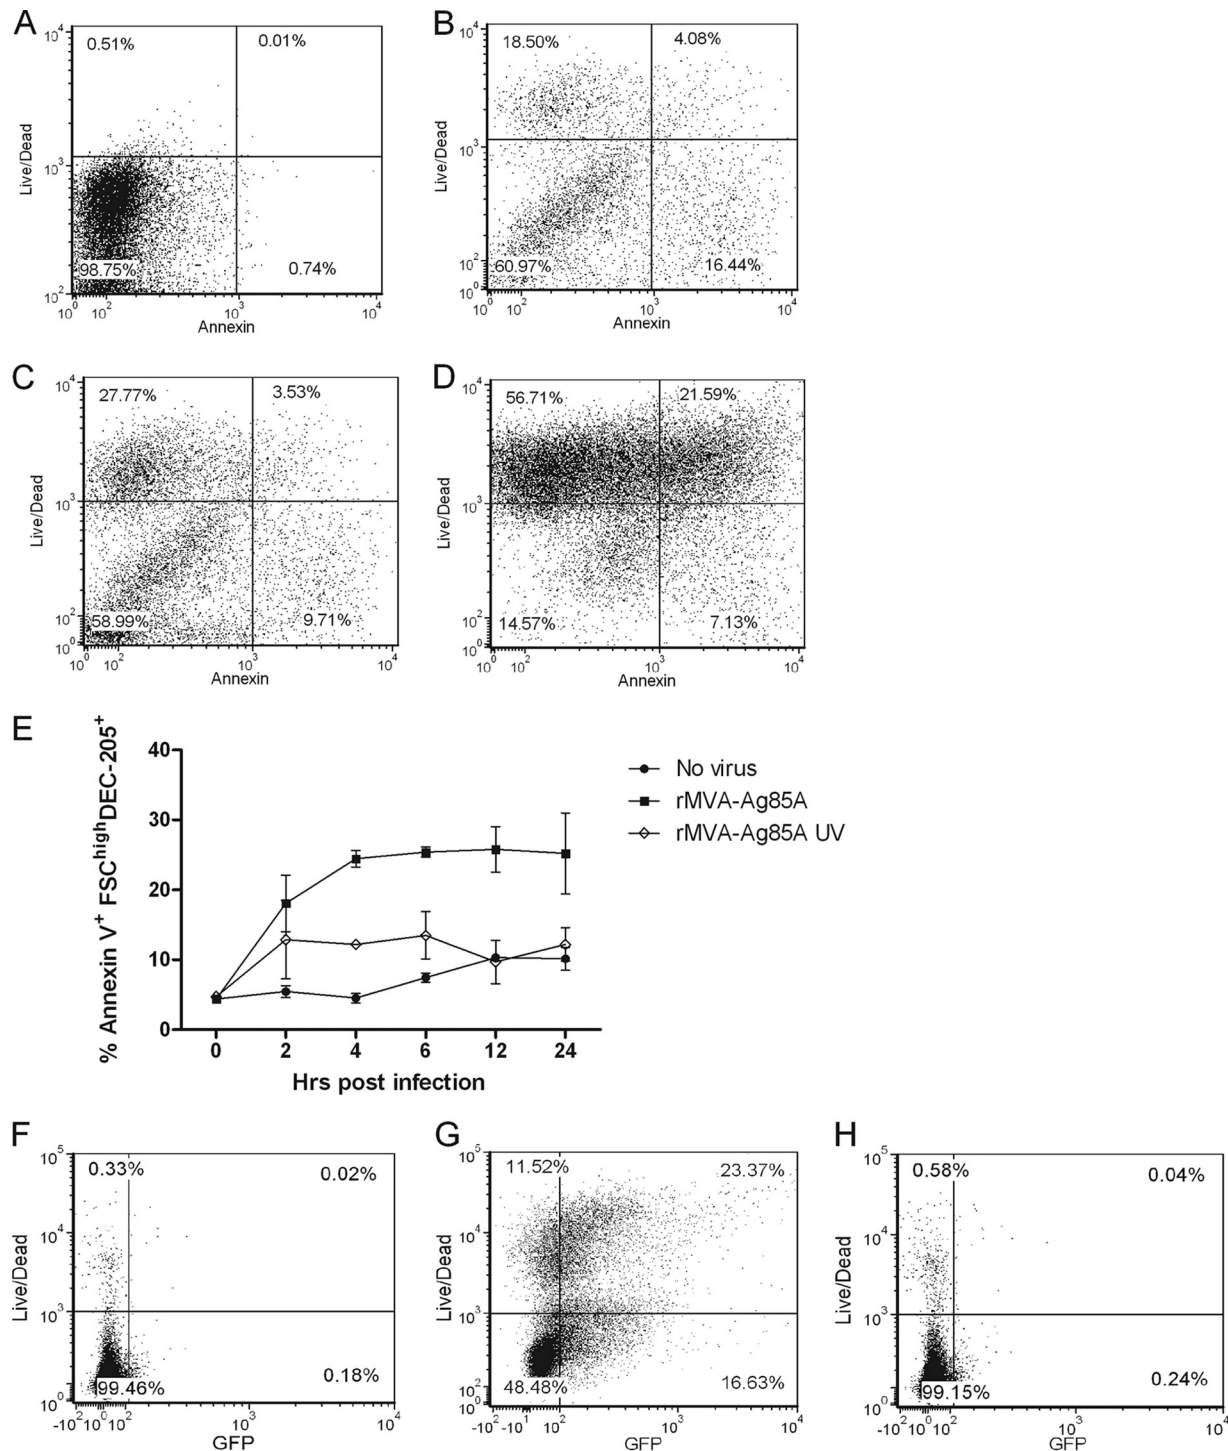 A
10^4
0.51%
0.01%
Live/Dead
10^3
98.75%
0.74%
10^2
10^0 10^2 10^3 10^4
Annexin
B
10^4
18.50%
4.08%
Live/Dead
10^3
10^2
60.97%
16.44%
10^0
10^0 10^2 10^3 10^4
Annexin
C
10^4
27.77%
3.53%
Live/Dead
10^3
10^2
58.99%
9.71%
10^0
10^0 10^2 10^3 10^4
Annexin
D
10^4
56.71%
21.59%
Live/Dead
10^3
10^2
14.57%
7.13%
10^0
10^0 10^2 10^3 10^4
Annexin
E
% Annexin V+ FSChighDEC-205+
40
30
20
10
0
0 2 4 6 12 24
Hrs post infection
No virus
rMVA-Ag85A
rMVA-Ag85A UV
F
10^5
0.33%
0.02%
10^4
Live/Dead
10^3
0.18%
10^0
99.46%
-10^2 10^0 10^2 10^3 10^4
GFP
G
10^5
11.52%
23.37%
10^4
Live/Dead
10^3
10^2
48.48%
16.63%
10^0
-10^2 -10^1 10^2 10^3 10^4
GFP
H
10^5
0.58%
0.04%
10^4
Live/Dead
10^3
0.24%
10^0
99.15%
-10^2 10^0 10^2 10^3 10^4
GFP